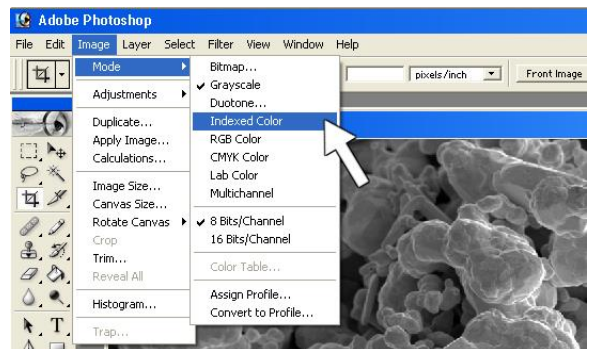 Adobe Photoshop
File Edit Image Layer Select Filter View Window Help
pixels/inch Front Image
Mode
Adjustments
Duplicate...
Apply Image...
Calculations...
Image Size...
Canvas Size...
Rotate Canvas
Crop
Trim...
Reveal All
Histogram...
Trap...
Bitmap...
Grayscale
Duotone...
Indexed Color
RGB Color
CMYK Color
Lab Color
Multichannel
8 Bits/Channel
16 Bits/Channel
Color Table...
Assign Profile...
Convert to Profile...
T